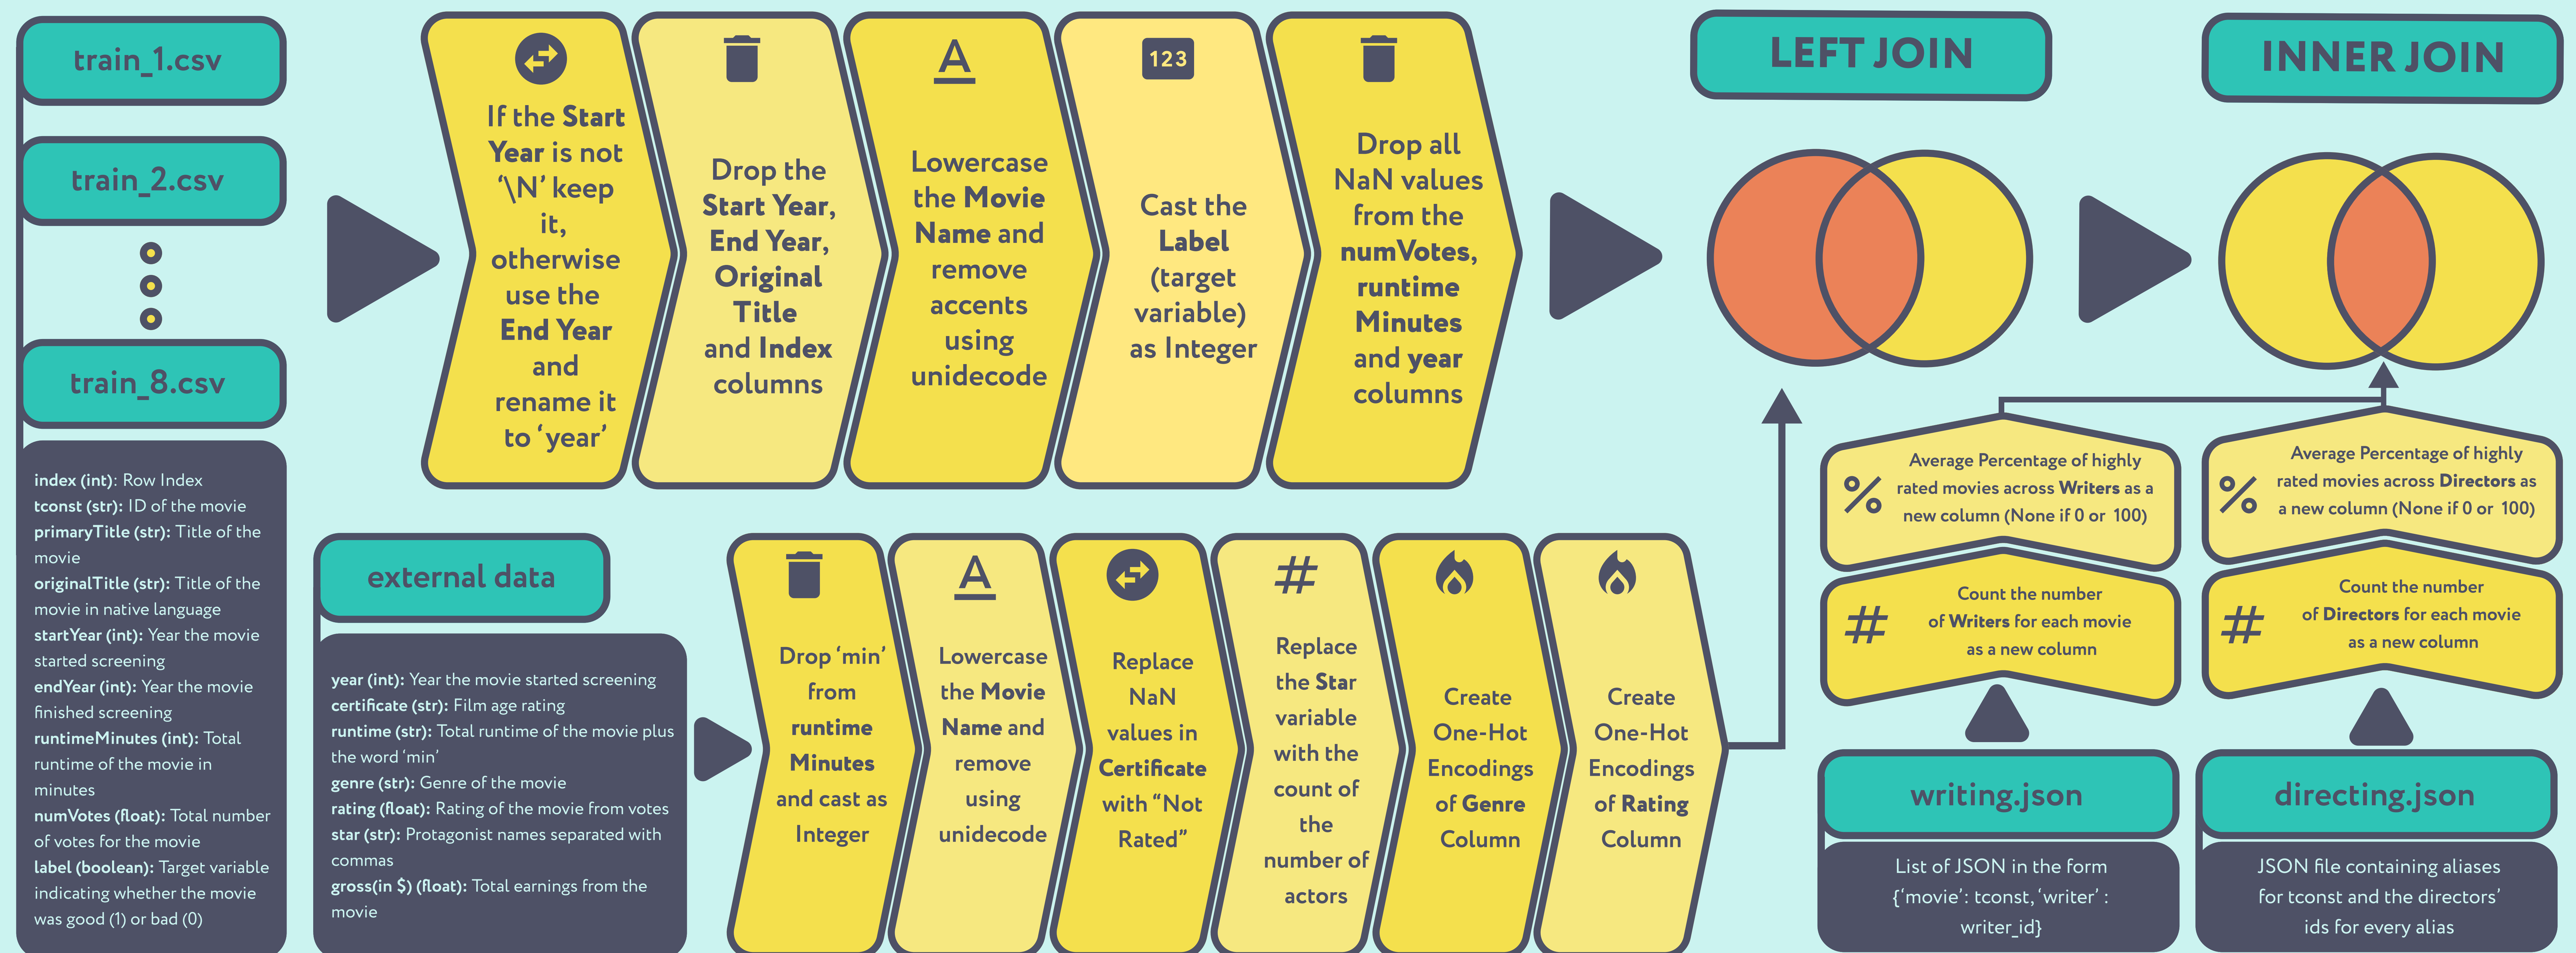 train_1.csv
train_2.csv
train_8.csv
index (int): Row Index
tconst (str): ID of the movie
primaryTitle (str): Title of the
movie
originalTitle (str): Title of the
movie in native language
startYear (int): Year the movie
started screening
endYear (int): Year the movie
finished screening
runtimeMinutes (int): Total
runtime of the movie in
minutes
numVotes (float): Total number
of votes for the movie
label (boolean): Target variable
indicating whether the movie
was good (1) or bad (0)
If the Start
Year is not
‘\N’ keep
it,
otherwise
use the
End Year
and
rename it
to ‘year’
Drop the
Start Year,
End Year,
Original
Title
and Index
columns
A
Lowercase
the Movie
Name and
remove
accents
using
unidecode
123
Cast the
Label
(target
variable)
as Integer
Drop all
NaN values
from the
numVotes,
runtime
Minutes
and year
columns
LEFT JOIN
INNER JOIN
external data
year (int): Year the movie started screening
certificate (str): Film age rating
runtime (str): Total runtime of the movie plus
the word ‘min’
genre (str): Genre of the movie
rating (float): Rating of the movie from votes
star (str): Protagonist names separated with
commas
gross(in $) (float): Total earnings from the
movie
Drop ‘min’
from
runtime
Minutes
and cast as
Integer
A
Lowercase
the Movie
Name and
remove
using
unidecode
Replace
NaN
values in
Certificate
with “Not
Rated”
#
Replace
the Star
variable
with the
count of
the
number of
actors
Create
One-Hot
Encodings
of Genre
Column
Create
One-Hot
Encodings
of Rating
Column
%
Average Percentage of highly
rated movies across Writers as a
new column (None if 0 or 100)
#
Count the number
of Writers for each movie
as a new column
writing.json
List of JSON in the form
{‘movie’: tconst, ‘writer’ :
writer_id}
%
Average Percentage of highly
rated movies across Directors as
a new column (None if 0 or 100)
#
Count the number
of Directors for each movie
as a new column
directing.json
JSON file containing aliases
for tconst and the directors’
ids for every alias